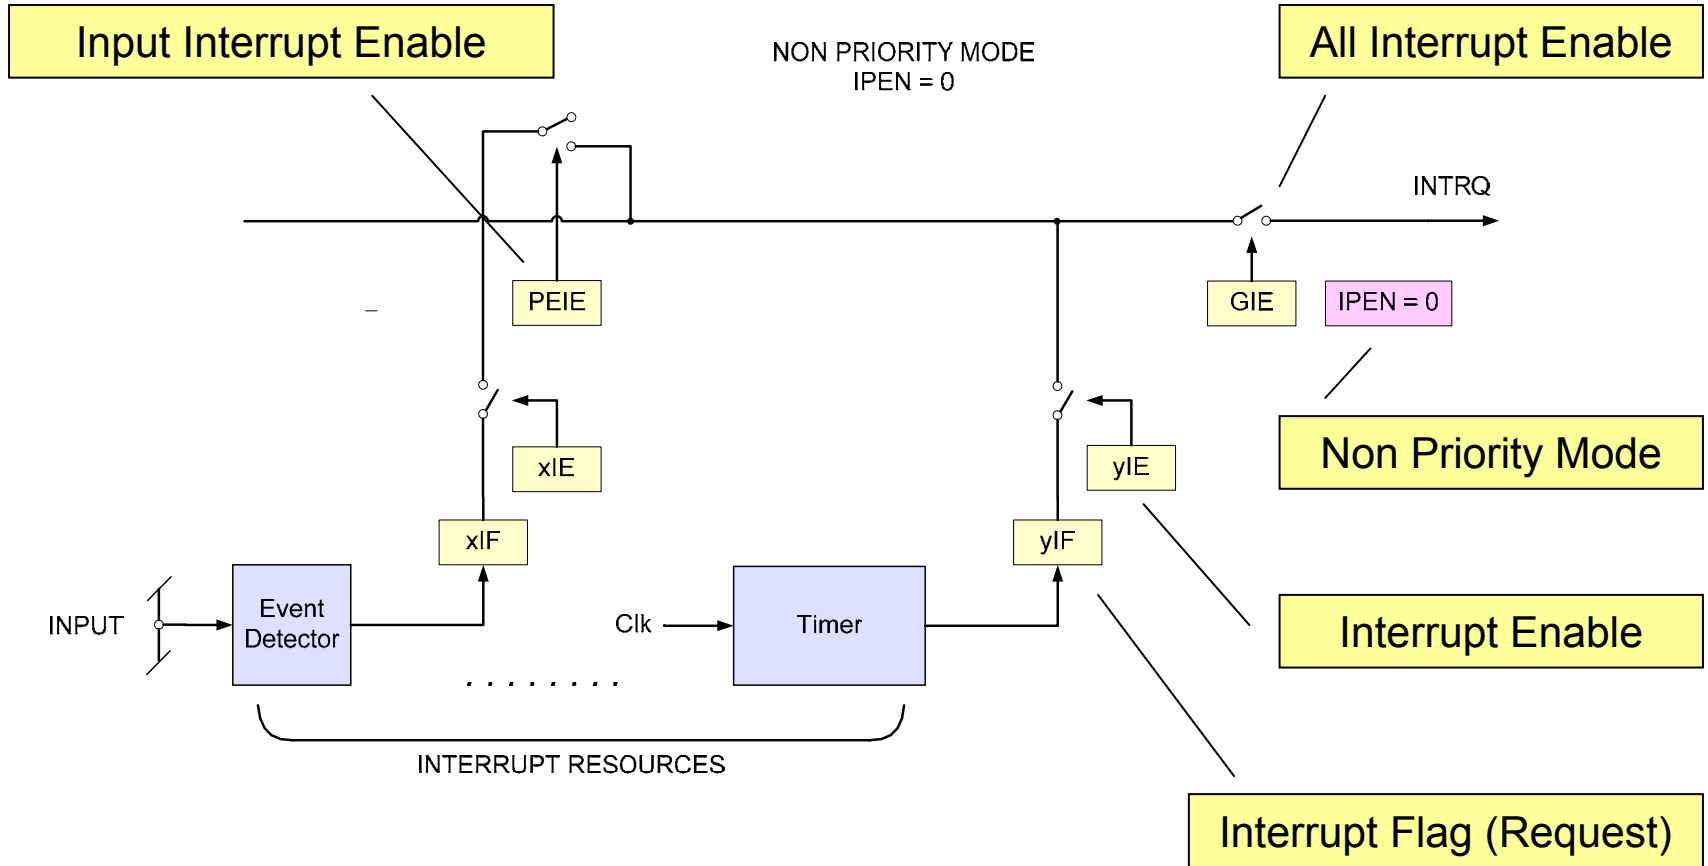 Input Interrupt Enable
NON PRIORITY MODE
IPEN = 0
All Interrupt Enable
INTRQ
PEIE
GIE
IPEN = 0
Non Priority Mode
xIE
yIE
xIF
yIF
INPUT
Event
Detector
Clk
Timer
Interrupt Enable
. . . . . . . .
INTERRUPT RESOURCES
Interrupt Flag (Request)